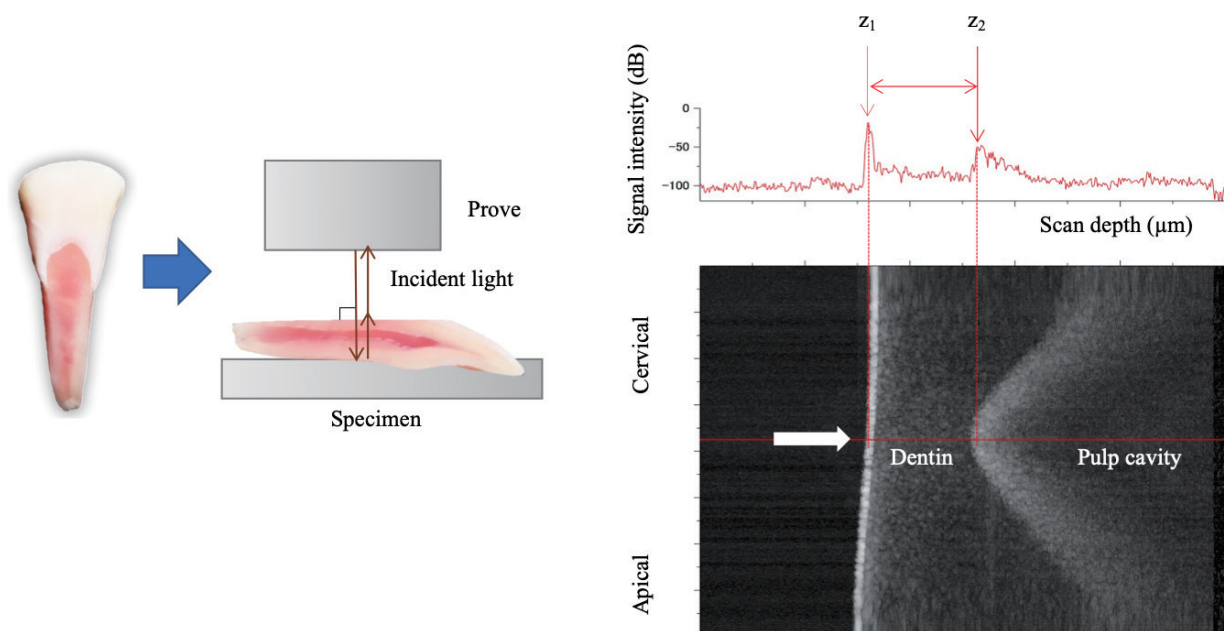 Prove
Incident light
Specimen
z1
z2
Signal intensity (dB)
0
−50
−100
Scan depth (µm)
Cervical
Dentin
Pulp cavity
Apical